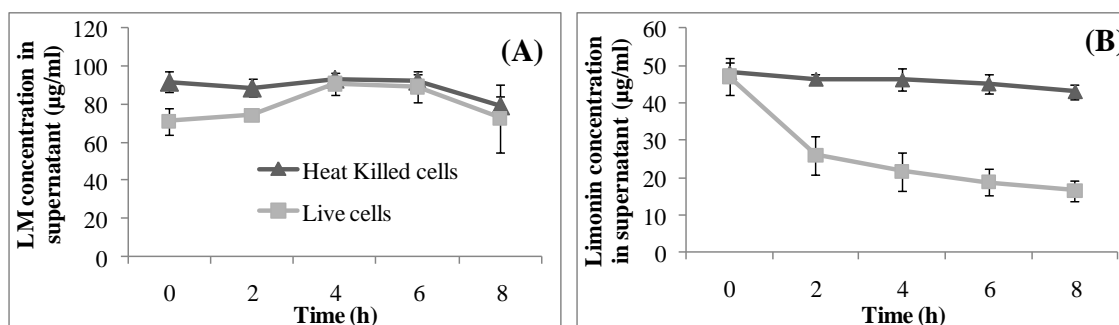 (A)
LM concentration in
supernatant (µg/ml)
120
100
80
60
40
20
0
Heat Killed cells
Live cells
0 2 4 6 8
Time (h)
(B)
Limonin concentration
in supernatant (µg/ml)
60
50
40
30
20
10
0
0 2 4 6 8
Time (h)